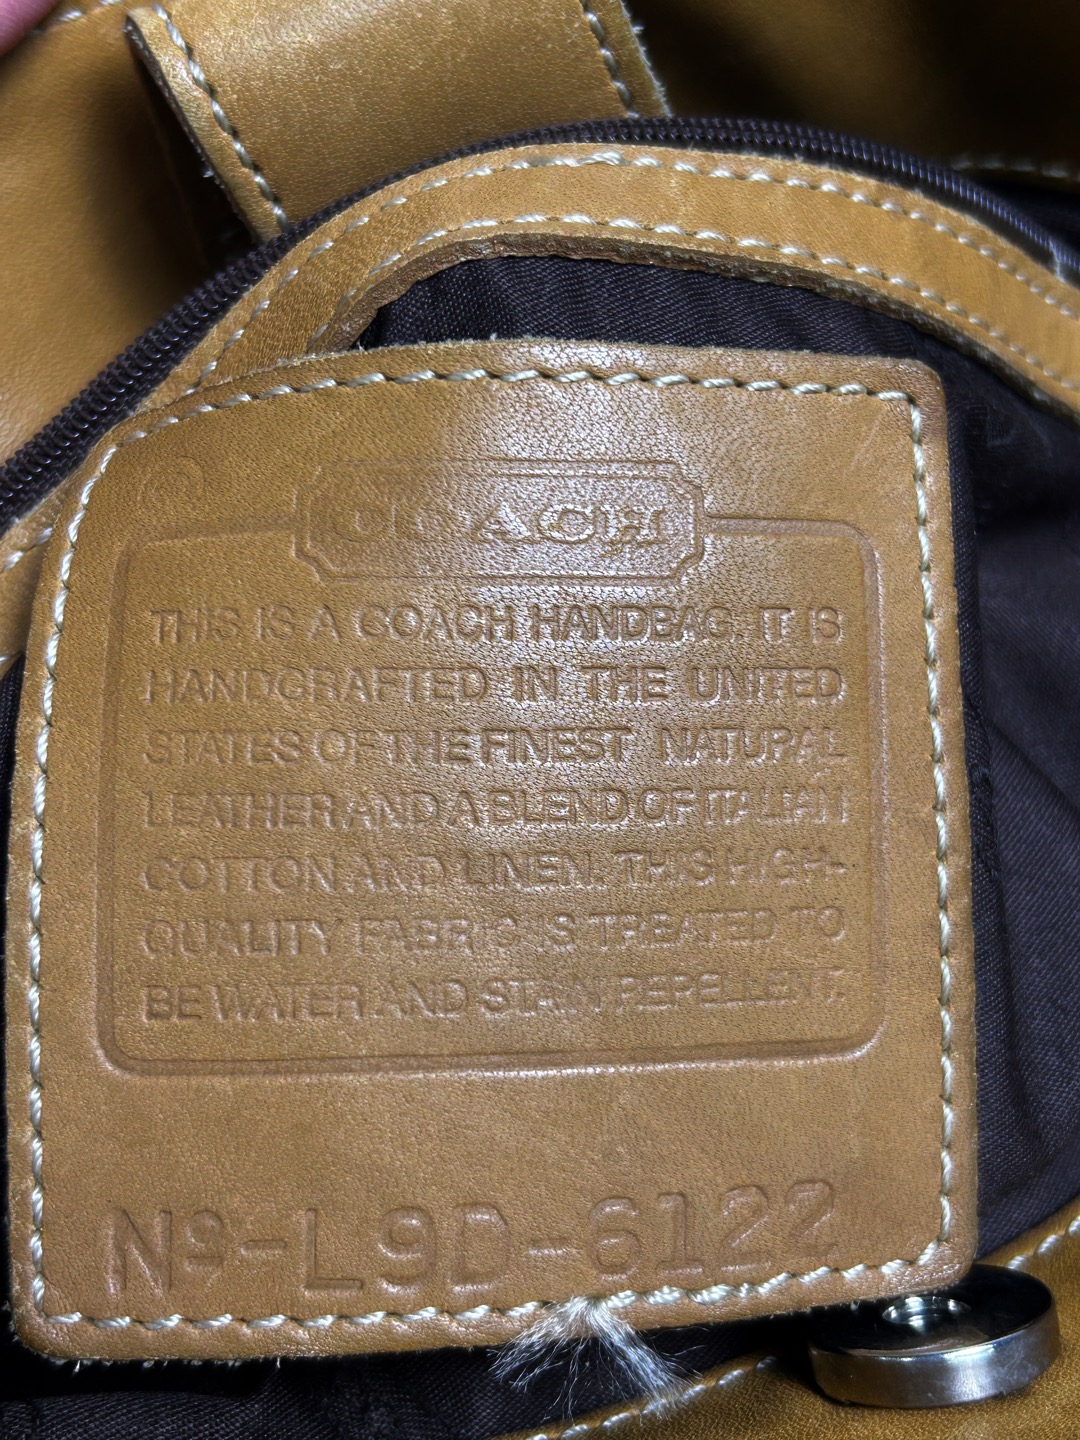 COACH
THIS IS A COACH HANDBAG. IT IS
HANDCRAFTED IN THE UNITED
STATES OF THE FINEST NATURAL
LEATHER AND A BLEND OF ITALIAN
COTTON AND LINEN. THIS HIGH-
QUALITY FABRIC IS TREATED TO
BE WATER AND STAIN REPELLENT.
Nº-L9D-6122